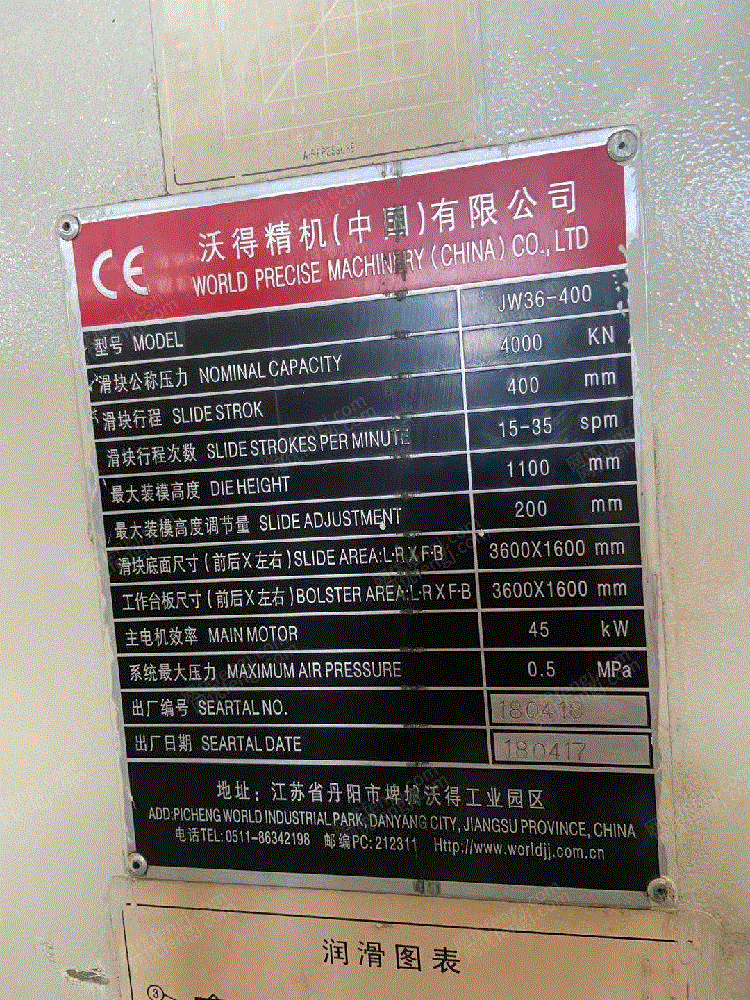 AIR PRESSURE
CE 沃得精机(中国)有限公司
WORLD PRECISE MACHINERY (CHINA) CO., LTD
型号 MODEL JW36-400
滑块公称压力 NOMINAL CAPACITY 4000 KN
滑块行程 SLIDE STROK 400 mm
滑块行程次数 SLIDE STROKES PER MINUTE 15-35 spm
最大装模高度 DIE HEIGHT 1100 mm
最大装模高度调节量 SLIDE ADJUSTMENT 200 mm
滑块底面尺寸(前后X左右)SLIDE AREA:L·R X F·B 3600X1600 mm
工作台板尺寸(前后X左右)BOLSTER AREA:L·R X F·B 3600X1600 mm
主电机效率 MAIN MOTOR 45 kW
系统最大压力 MAXIMUM AIR PRESSURE 0.5 MPa
出厂编号 SEARTAL NO. 180418
出厂日期 SEARTAL DATE 180417
地址: 江苏省丹阳市埤城沃得工业园区
ADD:PICHENG WORLD INDUSTRIAL PARK, DANYANG CITY, JIANGSU PROVINCE, CHINA
电话TEL: 0511-86342198 邮编PC: 212311 Http://www.worldjj.com.cn
润滑图表
3